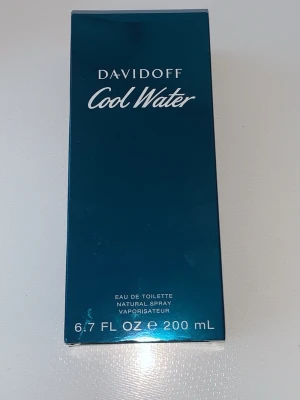 DAVIDOFF
Cool Water
EAU DE TOILETTE
NATURAL SPRAY
VAPORISATEUR
6.7 FL OZ ℮ 200 mL